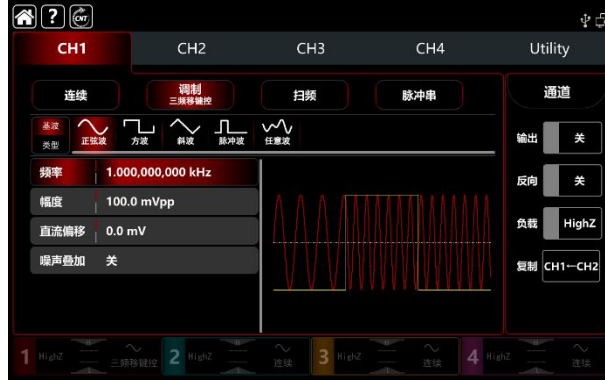 ? CNT
CH1 CH2 CH3 CH4 Utility
连续 调制 扫频 脉冲串 通道
三频移键控
基波 类型 正弦波 方波 斜波 脉冲波 任意波
输出 关
频率 1.000,000,000 kHz
反向 关
幅度 100.0 mVpp
负载 HighZ
直流偏移 0.0 mV
噪声叠加 关
复制 CH1←CH2
1 HighZ 三频移键控 2 HighZ 连续 3 HighZ 连续 4 HighZ 连续